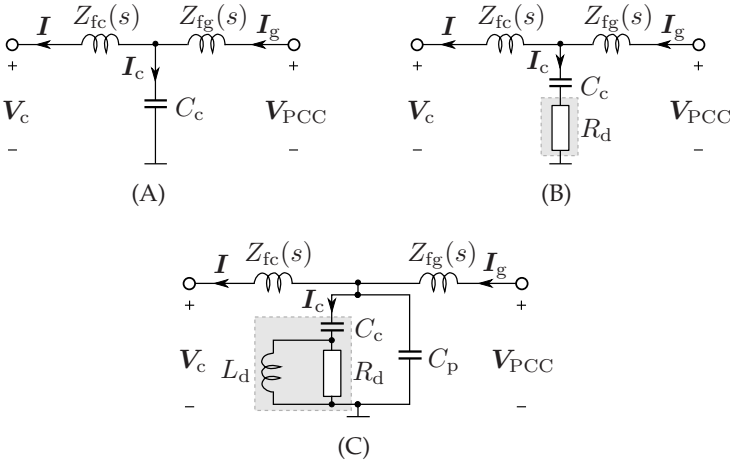 I Z_fc(s) Z_fg(s) I_g
+ I_c +
V_c C_c V_PCC
− −
(A)
I Z_fc(s) Z_fg(s) I_g
+ I_c +
C_c
V_c R_d V_PCC
− −
(B)
I Z_fc(s) Z_fg(s) I_g
+ I_c +
C_c
V_c L_d R_d C_p V_PCC
− −
(C)